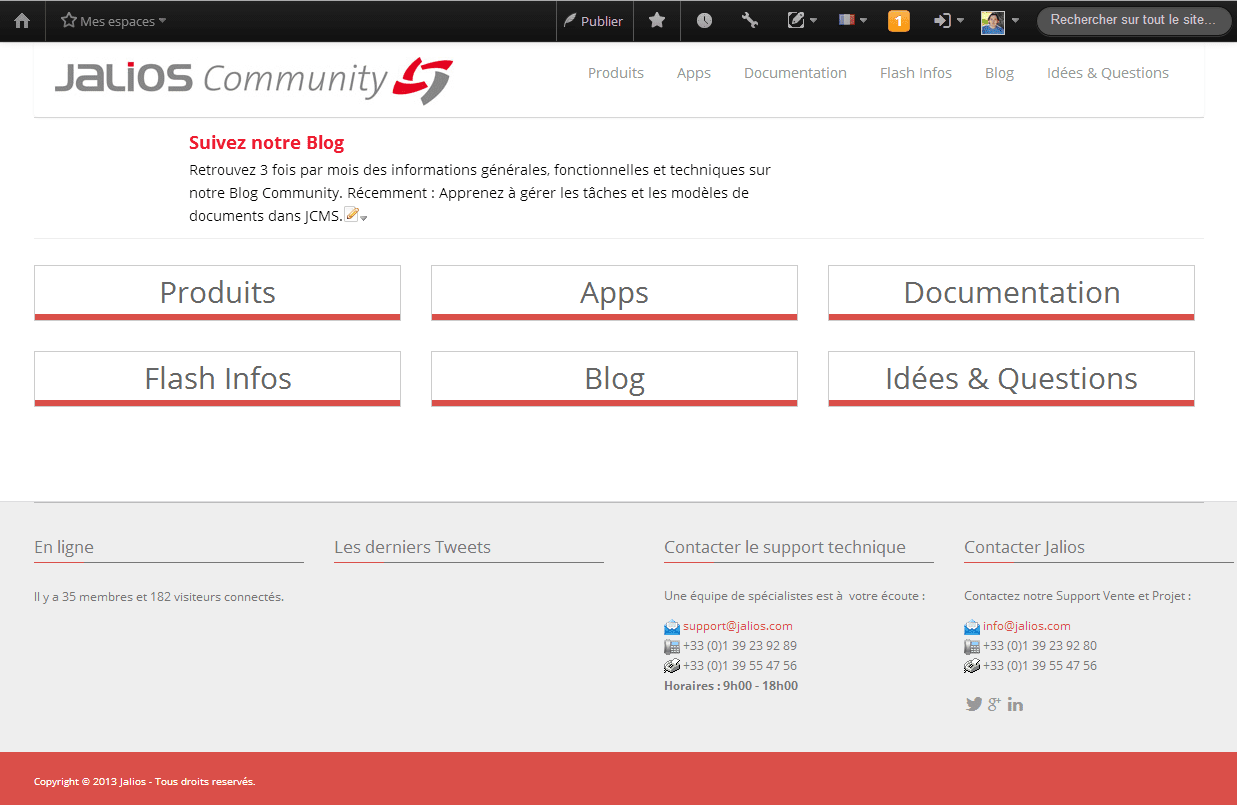 Mes espaces
Publier
1
Rechercher sur tout le site...
JALIOS Community
Produits Apps Documentation Flash Infos Blog Idées & Questions
Suivez notre Blog
Retrouvez 3 fois par mois des informations générales, fonctionnelles et techniques sur
notre Blog Community. Récemment : Apprenez à gérer les tâches et les modèles de
documents dans JCMS.
Produits
Apps
Documentation
Flash Infos
Blog
Idées & Questions
En ligne
Il y a 35 membres et 182 visiteurs connectés.
Les derniers Tweets
Contacter le support technique
Une équipe de spécialistes est à  votre écoute :
support@jalios.com
+33 (0)1 39 23 92 89
+33 (0)1 39 55 47 56
Horaires : 9h00 - 18h00
Contacter Jalios
Contactez notre Support Vente et Projet :
info@jalios.com
+33 (0)1 39 23 92 80
+33 (0)1 39 55 47 56
Copyright © 2013 Jalios - Tous droits reservés.